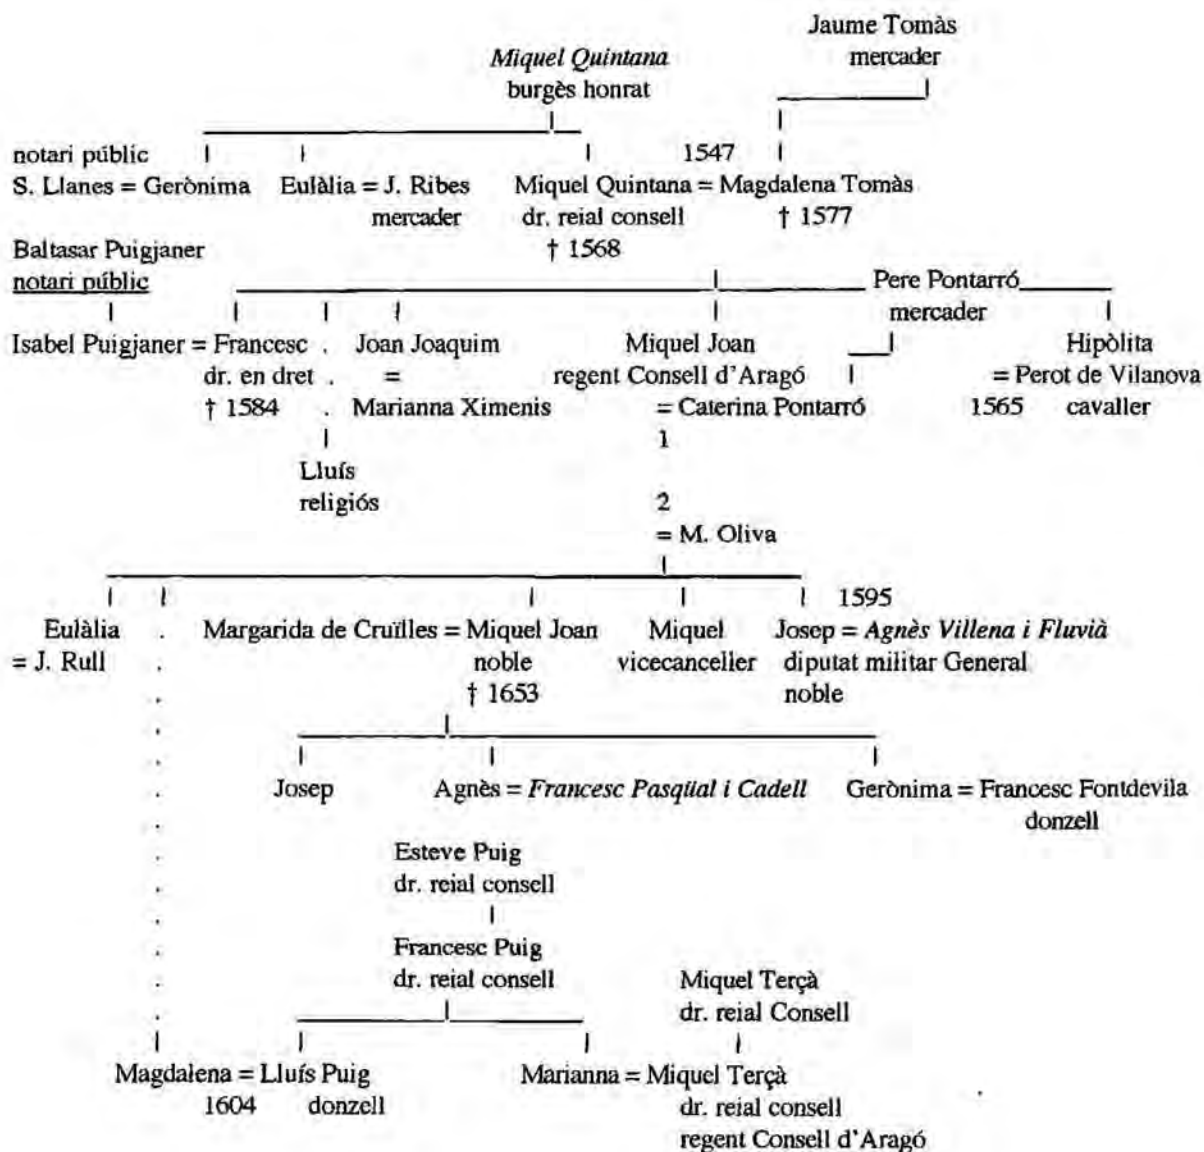 Jaume Tomàs
Miquel Quintana mercader
burgès honrat
notari públic 1547
S. Llanes = Gerònima Eulàlia = J. Ribes Miquel Quintana = Magdalena Tomàs
mercader dr. reial consell † 1577
Baltasar Puigjaner † 1568
notari públic Pere Pontarró
mercader
Isabel Puigjaner = Francesc . Joan Joaquim Miquel Joan Hipòlita
dr. en dret . = regent Consell d'Aragó = Perot de Vilanova
† 1584 . Marianna Ximenis = Caterina Pontarró 1565 cavaller
1
Lluís
religiós 2
= M. Oliva
1595
Eulàlia . Margarida de Cruïlles = Miquel Joan Miquel Josep = Agnès Villena i Fluvià
= J. Rull . noble vicecanceller diputat militar General
† 1653 noble
Josep Agnès = Francesc Pasqüal i Cadell Gerònima = Francesc Fontdevila
donzell
Esteve Puig
dr. reial consell
Francesc Puig
dr. reial consell Miquel Terçà
dr. reial Consell
Magdalena = Lluís Puig Marianna = Miquel Terçà
1604 donzell dr. reial consell
regent Consell d'Aragó